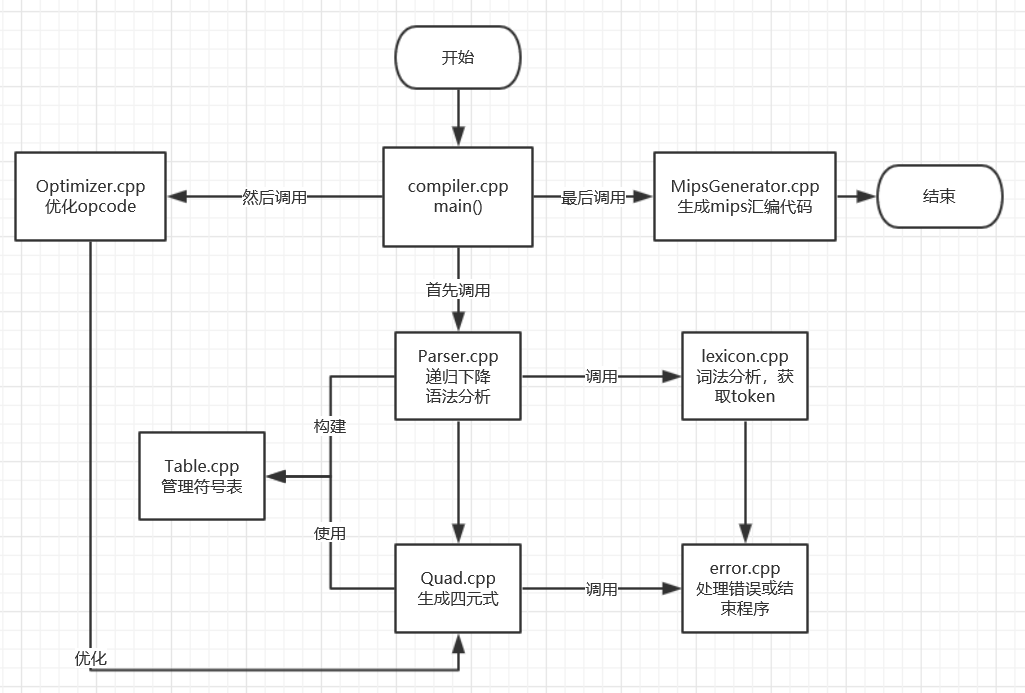 开始
Optimizer.cpp
优化opcode
然后调用
compiler.cpp
main()
最后调用
MipsGenerator.cpp
生成mips汇编代码
结束
首先调用
Parser.cpp
递归下降
语法分析
调用
lexicon.cpp
词法分析，获
取token
构建
Table.cpp
管理符号表
使用
Quad.cpp
生成四元式
调用
error.cpp
处理错误或结
束程序
优化